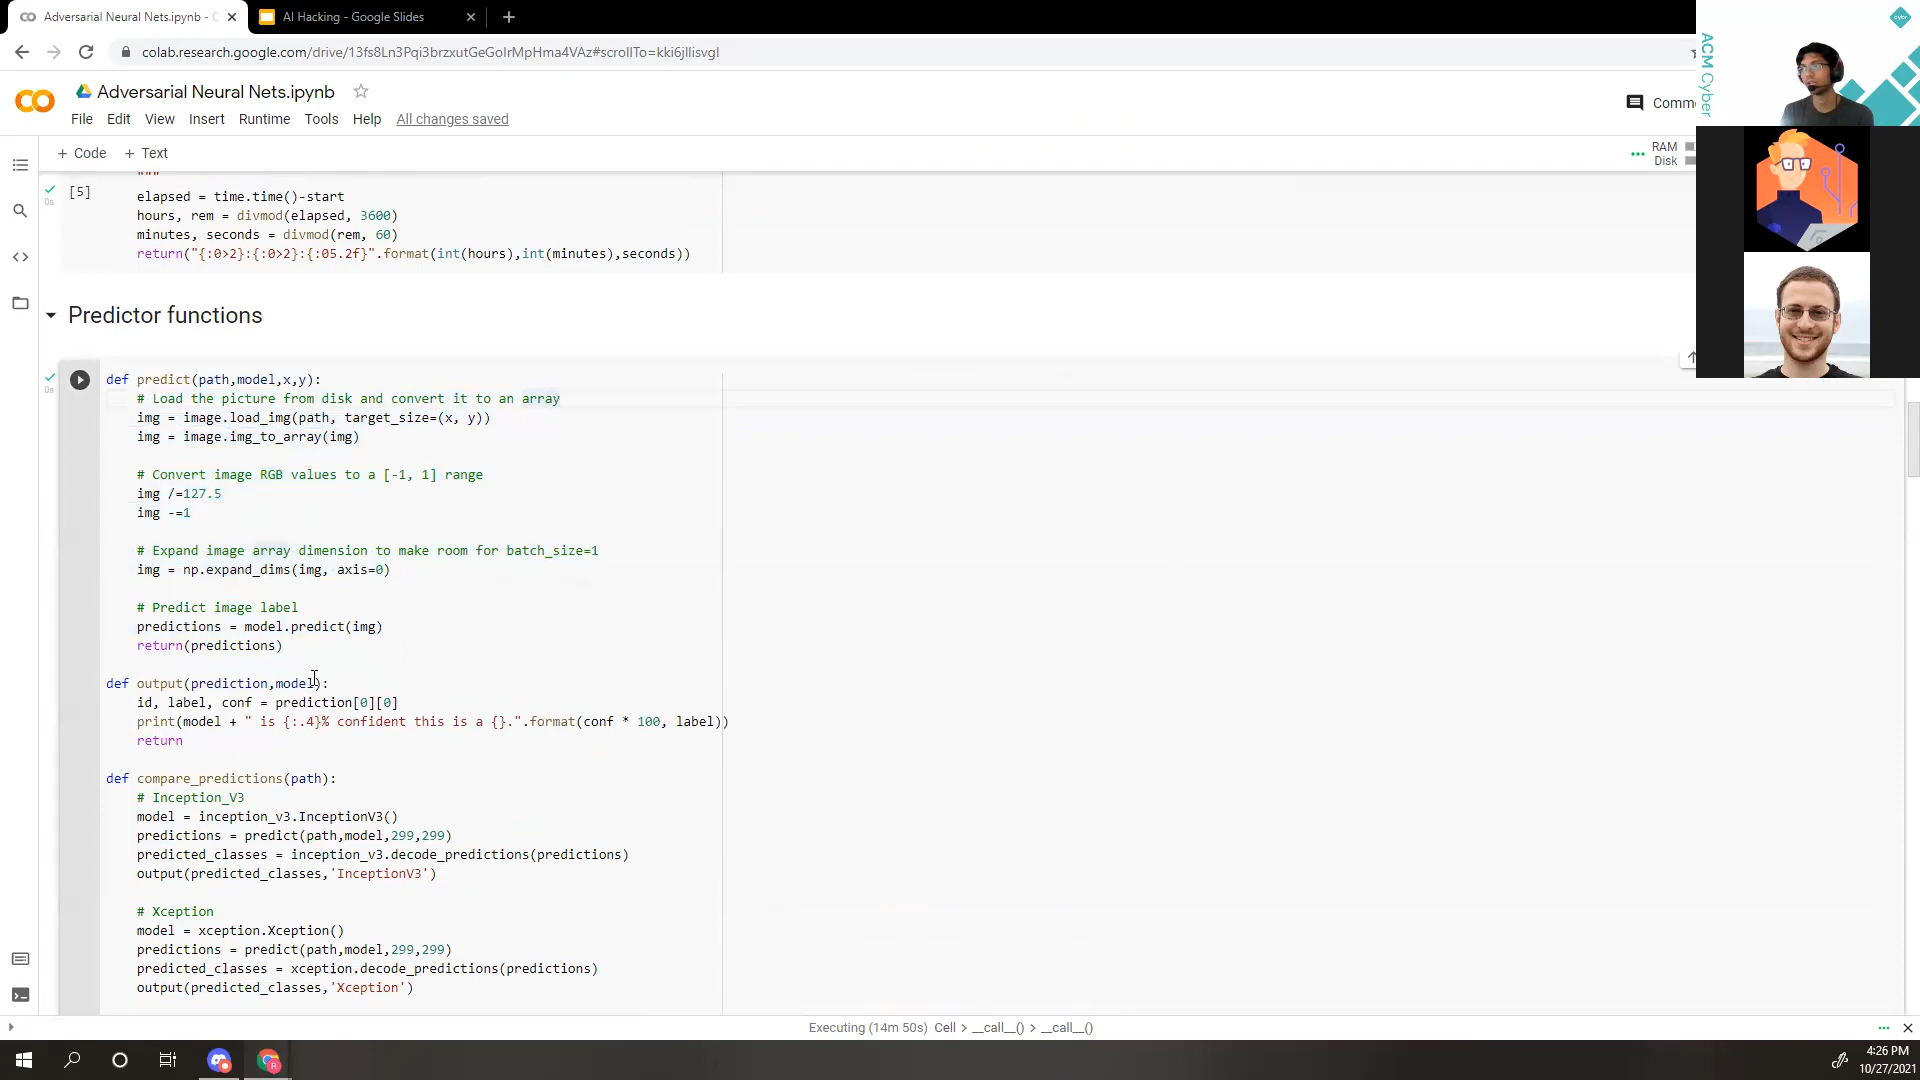 Adversarial Neural Nets.ipynb - C
AI Hacking - Google Slides
colab.research.google.com/drive/13fs8Ln3Pqi3brzxutGeGoIrMpHma4VAz#scrollTo=kki6jllisvgI
Adversarial Neural Nets.ipynb
File Edit View Insert Runtime Tools Help All changes saved
Comm
+ Code + Text
RAM
Disk
ACM Cyber
cyber
[5]
"""
0s
elapsed = time.time()-start
hours, rem = divmod(elapsed, 3600)
minutes, seconds = divmod(rem, 60)
return("{:0>2}:{:0>2}:{:05.2f}".format(int(hours),int(minutes),seconds))
Predictor functions
0s
def predict(path,model,x,y):
# Load the picture from disk and convert it to an array
img = image.load_img(path, target_size=(x, y))
img = image.img_to_array(img)
# Convert image RGB values to a [-1, 1] range
img /=127.5
img -=1
# Expand image array dimension to make room for batch_size=1
img = np.expand_dims(img, axis=0)
# Predict image label
predictions = model.predict(img)
return(predictions)
def output(prediction,model):
id, label, conf = prediction[0][0]
print(model + " is {:.4}% confident this is a {}.".format(conf * 100, label))
return
def compare_predictions(path):
# Inception_V3
model = inception_v3.InceptionV3()
predictions = predict(path,model,299,299)
predicted_classes = inception_v3.decode_predictions(predictions)
output(predicted_classes,'InceptionV3')
# Xception
model = xception.Xception()
predictions = predict(path,model,299,299)
predicted_classes = xception.decode_predictions(predictions)
output(predicted_classes,'Xception')
Executing (14m 50s) Cell > __call__() > __call__()
4:26 PM
10/27/2021